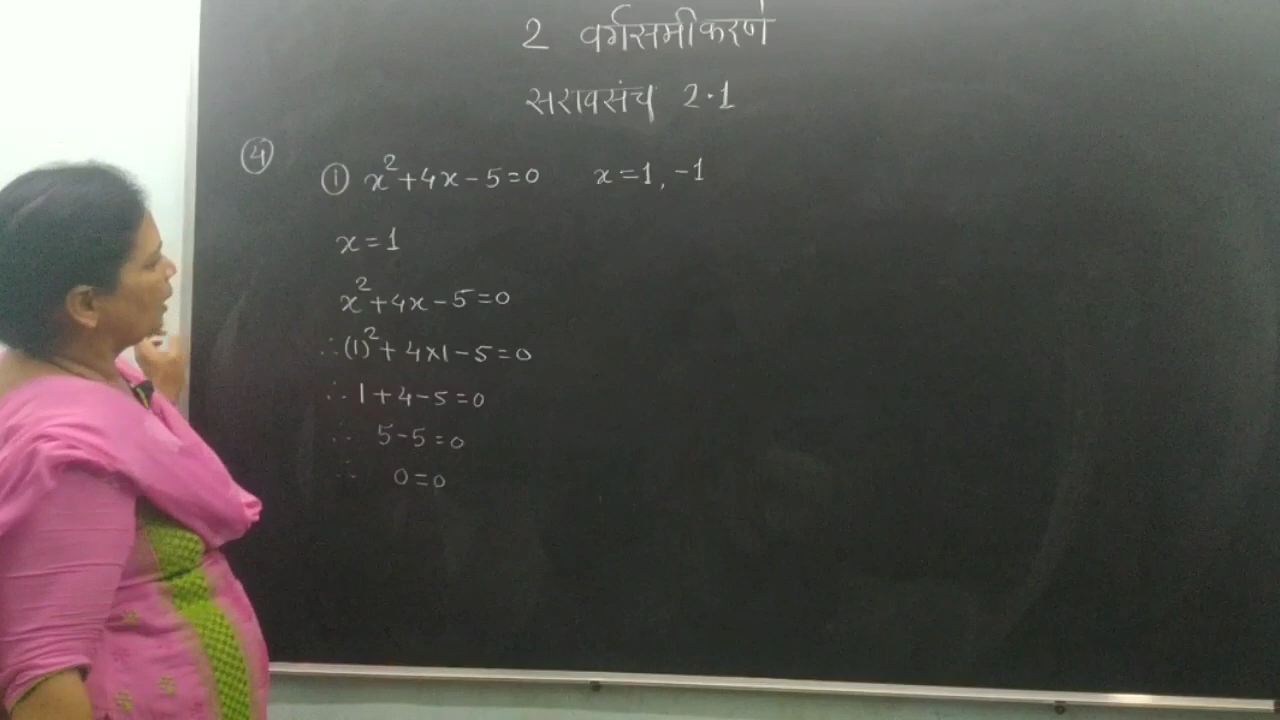 2 वर्गसमीकरणे
सरावसंच 2.1
④
① x²+4x-5=0 x=1, -1
x=1
x²+4x-5=0
∴(1)²+4×1-5=0
∴1+4-5=0
∴ 5-5=0
∴ 0=0